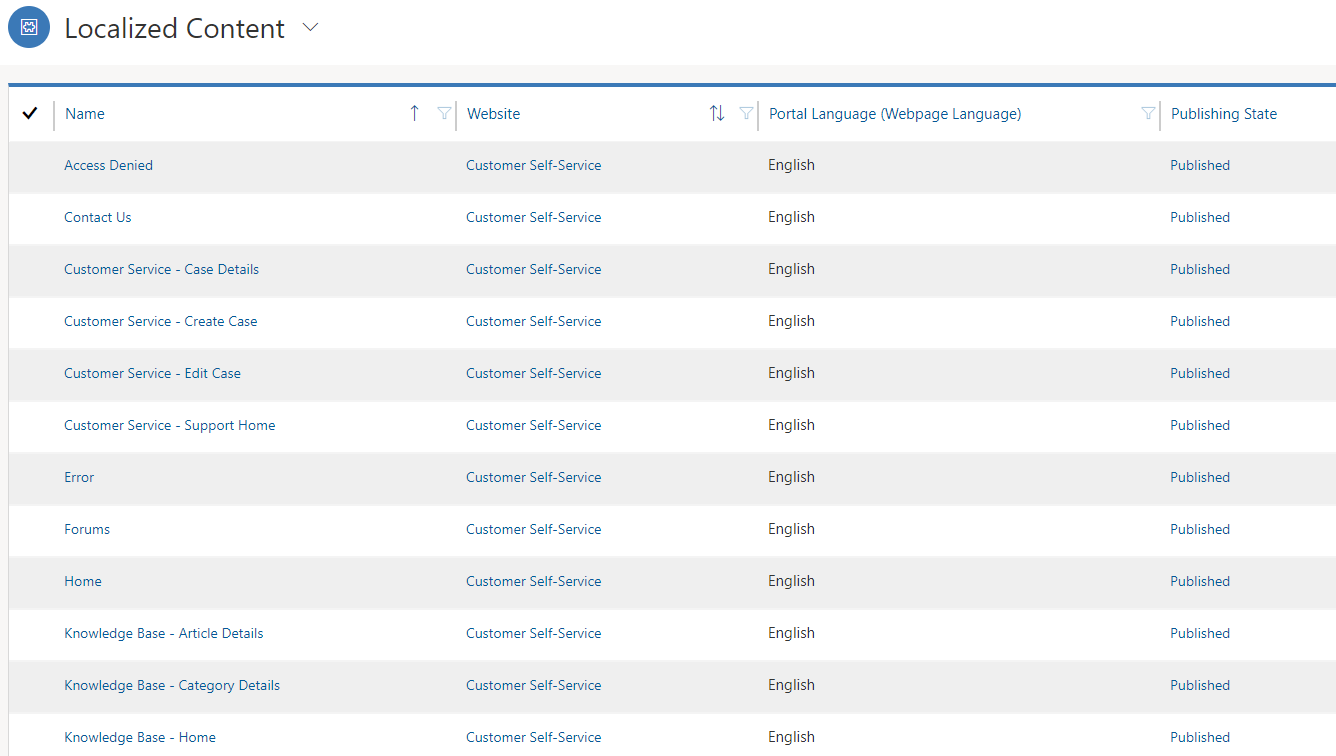 Localized Content
Name Website Portal Language (Webpage Language) Publishing State
Access Denied Customer Self-Service English Published
Contact Us Customer Self-Service English Published
Customer Service - Case Details Customer Self-Service English Published
Customer Service - Create Case Customer Self-Service English Published
Customer Service - Edit Case Customer Self-Service English Published
Customer Service - Support Home Customer Self-Service English Published
Error Customer Self-Service English Published
Forums Customer Self-Service English Published
Home Customer Self-Service English Published
Knowledge Base - Article Details Customer Self-Service English Published
Knowledge Base - Category Details Customer Self-Service English Published
Knowledge Base - Home Customer Self-Service English Published